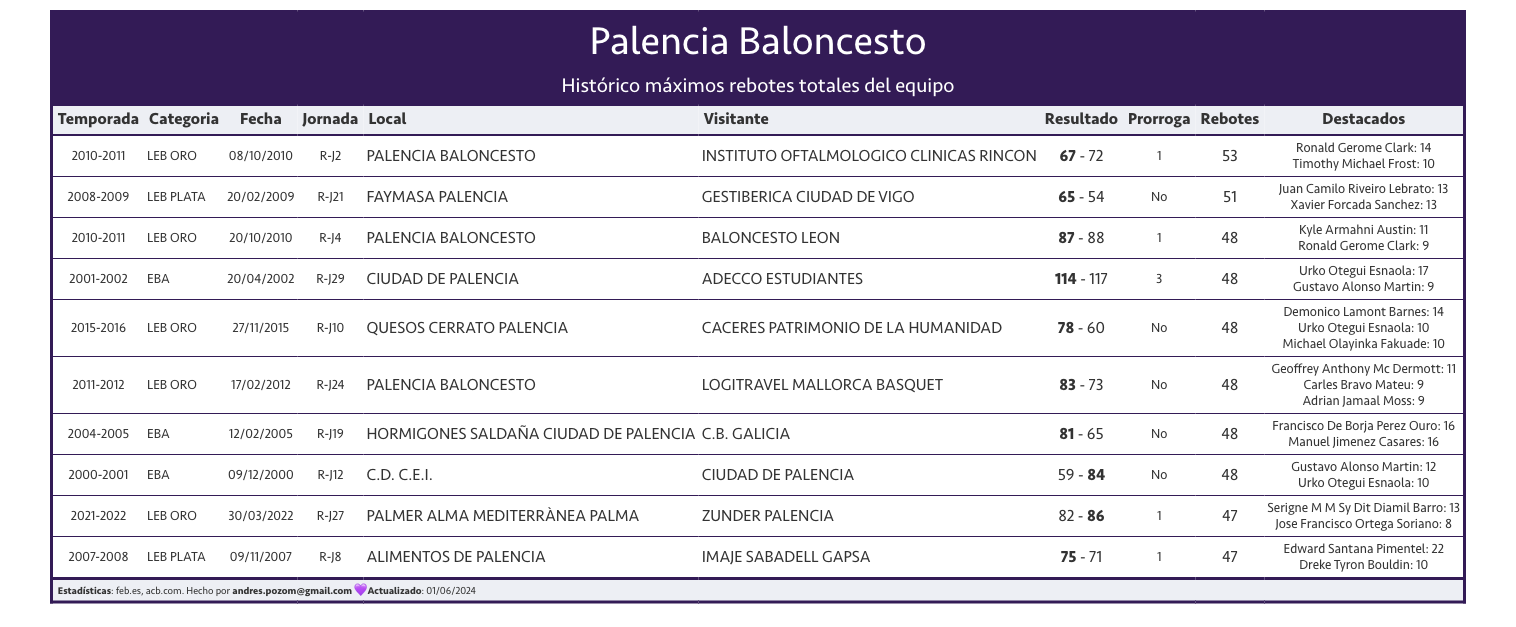 Palencia Baloncesto
Histórico máximos rebotes totales del equipo
Temporada Categoria Fecha Jornada Local Visitante Resultado Prorroga Rebotes Destacados
2010-2011 LEB ORO 08/10/2010 R-J2 PALENCIA BALONCESTO INSTITUTO OFTALMOLOGICO CLINICAS RINCON 67 - 72 1 53 Ronald Gerome Clark: 14
Timothy Michael Frost: 10
2008-2009 LEB PLATA 20/02/2009 R-J21 FAYMASA PALENCIA GESTIBERICA CIUDAD DE VIGO 65 - 54 No 51 Juan Camilo Riveiro Lebrato: 13
Xavier Forcada Sanchez: 13
2010-2011 LEB ORO 20/10/2010 R-J4 PALENCIA BALONCESTO BALONCESTO LEON 87 - 88 1 48 Kyle Armahni Austin: 11
Ronald Gerome Clark: 9
2001-2002 EBA 20/04/2002 R-J29 CIUDAD DE PALENCIA ADECCO ESTUDIANTES 114 - 117 3 48 Urko Otegui Esnaola: 17
Gustavo Alonso Martin: 9
2015-2016 LEB ORO 27/11/2015 R-J10 QUESOS CERRATO PALENCIA CACERES PATRIMONIO DE LA HUMANIDAD 78 - 60 No 48 Demonico Lamont Barnes: 14
Urko Otegui Esnaola: 10
Michael Olayinka Fakuade: 10
2011-2012 LEB ORO 17/02/2012 R-J24 PALENCIA BALONCESTO LOGITRAVEL MALLORCA BASQUET 83 - 73 No 48 Geoffrey Anthony Mc Dermott: 11
Carles Bravo Mateu: 9
Adrian Jamaal Moss: 9
2004-2005 EBA 12/02/2005 R-J19 HORMIGONES SALDAÑA CIUDAD DE PALENCIA C.B. GALICIA 81 - 65 No 48 Francisco De Borja Perez Ouro: 16
Manuel Jimenez Casares: 16
2000-2001 EBA 09/12/2000 R-J12 C.D. C.E.I. CIUDAD DE PALENCIA 59 - 84 No 48 Gustavo Alonso Martin: 12
Urko Otegui Esnaola: 10
2021-2022 LEB ORO 30/03/2022 R-J27 PALMER ALMA MEDITERRÀNEA PALMA ZUNDER PALENCIA 82 - 86 1 47 Serigne M M Sy Dit Diamil Barro: 13
Jose Francisco Ortega Soriano: 8
2007-2008 LEB PLATA 09/11/2007 R-J8 ALIMENTOS DE PALENCIA IMAJE SABADELL GAPSA 75 - 71 1 47 Edward Santana Pimentel: 22
Dreke Tyron Bouldin: 10
Estadísticas: feb.es, acb.com. Hecho por andres.pozom@gmail.com 💜Actualizado: 01/06/2024